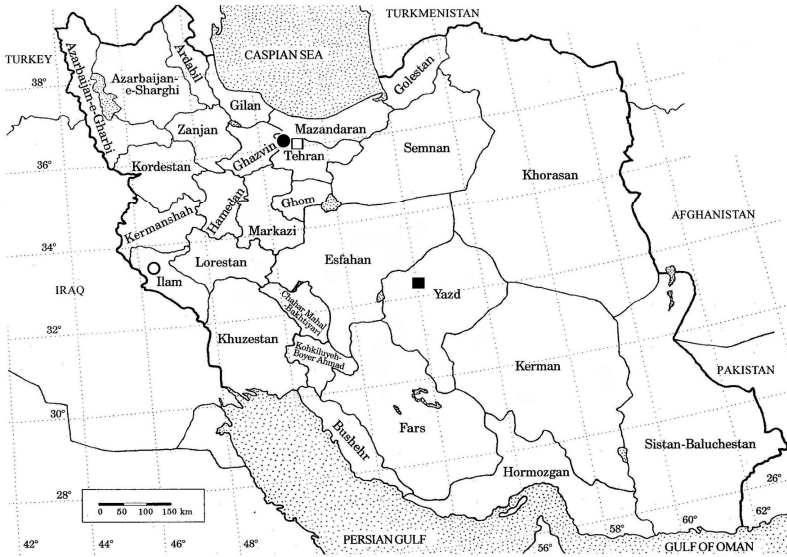 TURKMENISTAN
TURKEY
CASPIAN SEA
38°
Azarbaijan-e-Gharbi
Azarbaijan-
e-Sharghi
Ardabil
Gilan
Golestan
Zanjan
Mazandaran
Ghazvin
Tehran
Semnan
36°
Kordestan
Khorasan
Kermanshah
Hamedan
Ghom
Markazi
AFGHANISTAN
34°
Lorestan
Esfahan
Ilam
IRAQ
Yazd
Chahar Mahal
-Bakhtiyari
32°
Khuzestan
Kohkiluyeh-
Boyer Ahmad
Kerman
PAKISTAN
30°
Fars
Bushehr
Sistan-Baluchestan
Hormozgan
26°
28°
0 50 100 150 km
62°
60°
58°
56°
42°
44°
46°
48°
PERSIAN GULF
GULF OF OMAN